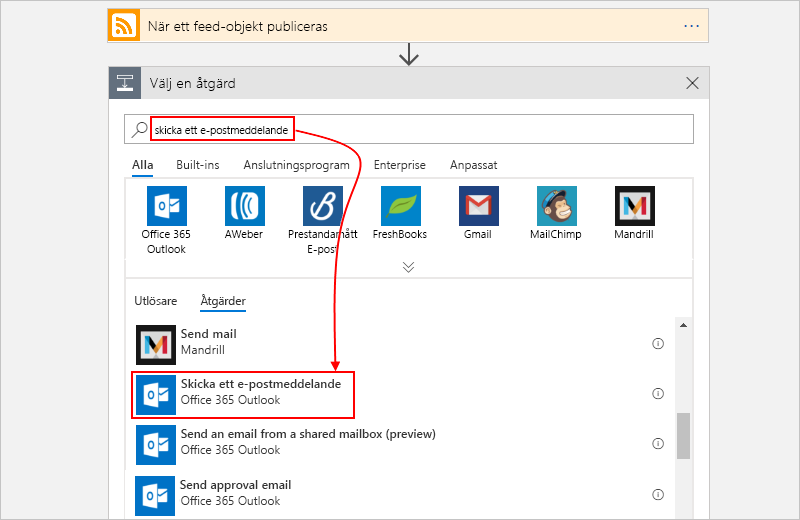 När ett feed-objekt publiceras
Välj en åtgärd
skicka ett e-postmeddelande
Alla Built-ins Anslutningsprogram Enterprise Anpassat
Office 365 Outlook
AWeber
Prestandamått E-post
FreshBooks
Gmail
MailChimp
Mandrill
Utlösare Åtgärder
Send mail
Mandrill
Skicka ett e-postmeddelande
Office 365 Outlook
Send an email from a shared mailbox (preview)
Office 365 Outlook
Send approval email
Office 365 Outlook